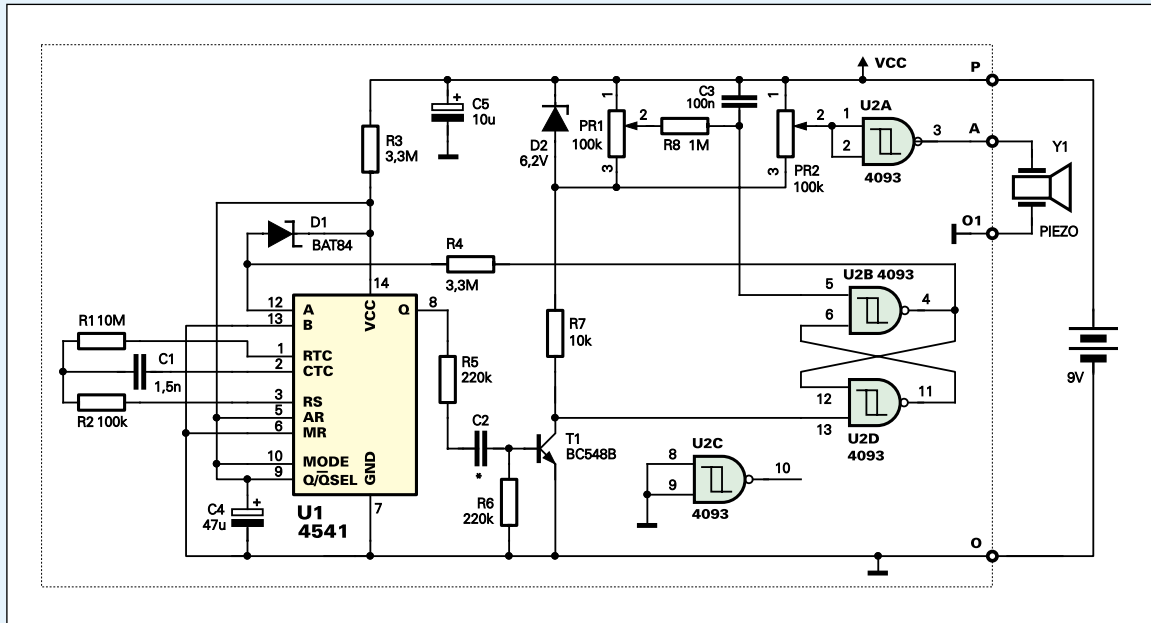 VCC
P
C5
10u
R3
3,3M
D2
6,2V
1
PR1
100k
2
3
R8 1M
C3
100n
1
2
3
PR2
100k
U2A
1
2
3
4093
A
Y1
PIEZO
O1
D1
BAT84
R4
3,3M
14
12
13
A
B
VCC
Q
8
R110M
C1
1,5n
R2 100k
1
2
RTC
CTC
3
5
6
RS
AR
MR
10
9
MODE
Q/Q̅SEL
GND
7
C4
47u
+
+
U1
4541
R5
220k
C2
*
R6
220k
R7
10k
T1
BC548B
U2B 4093
5
6
4
12
13
11
U2D
4093
U2C
8
9
10
4093
9V
O